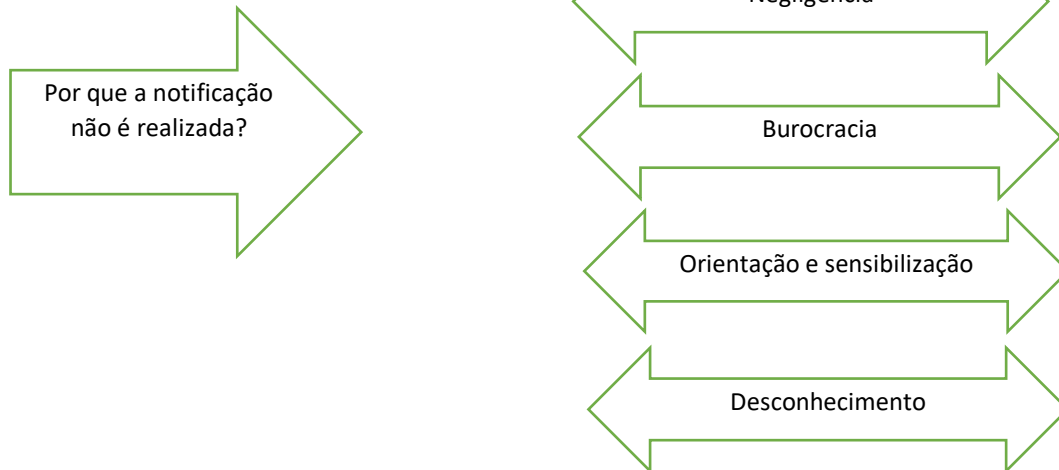 Negligência
Por que a notificação
não é realizada?
Burocracia
Orientação e sensibilização
Desconhecimento